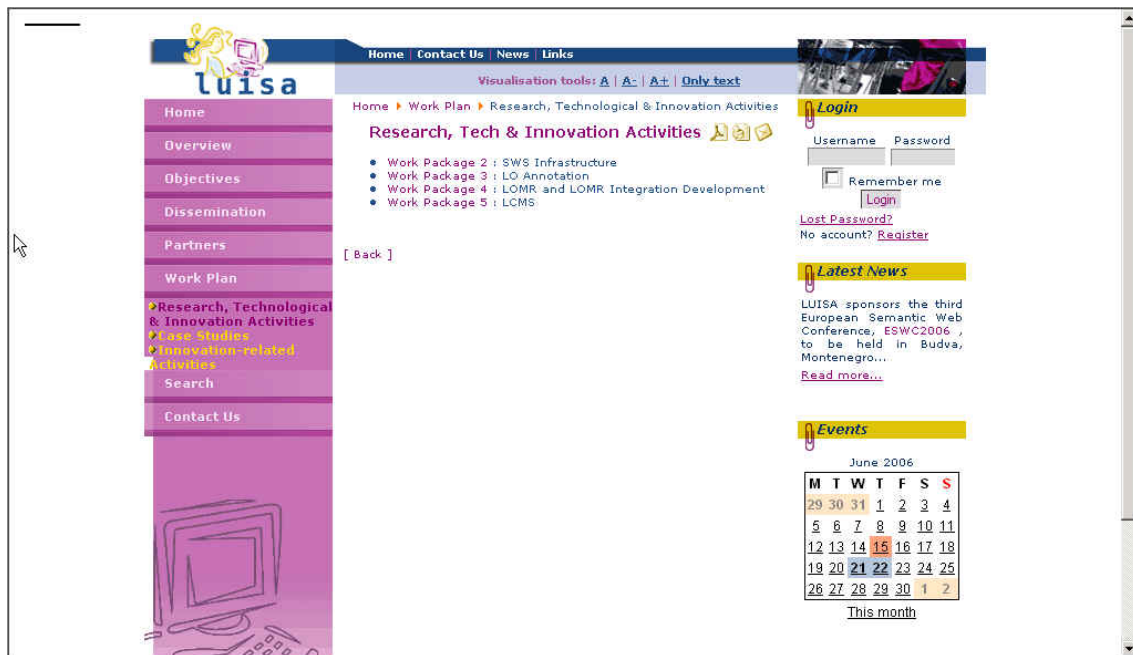 luisa
Home | Contact Us | News | Links
Visualisation tools: A | A- | A+ | Only text
Home
Overview
Objectives
Dissemination
Partners
Work Plan
Research, Technological
& Innovation Activities
Case Studies
Innovation-related
Activities
Search
Contact Us
Home Work Plan Research, Technological & Innovation Activities
Research, Tech & Innovation Activities
Work Package 2 : SWS Infrastructure
Work Package 3 : LO Annotation
Work Package 4 : LOMR and LOMR Integration Development
Work Package 5 : LCMS
[ Back ]
Login
Username Password
Remember me
Login
Lost Password?
No account? Register
Latest News
LUISA sponsors the third
European Semantic Web
Conference, ESWC2006 ,
to be held in Budva,
Montenegro...
Read more...
Events
June 2006
M T W T F S S
29 30 31 1 2 3 4
5 6 7 8 9 10 11
12 13 14 15 16 17 18
19 20 21 22 23 24 25
26 27 28 29 30 1 2
This month